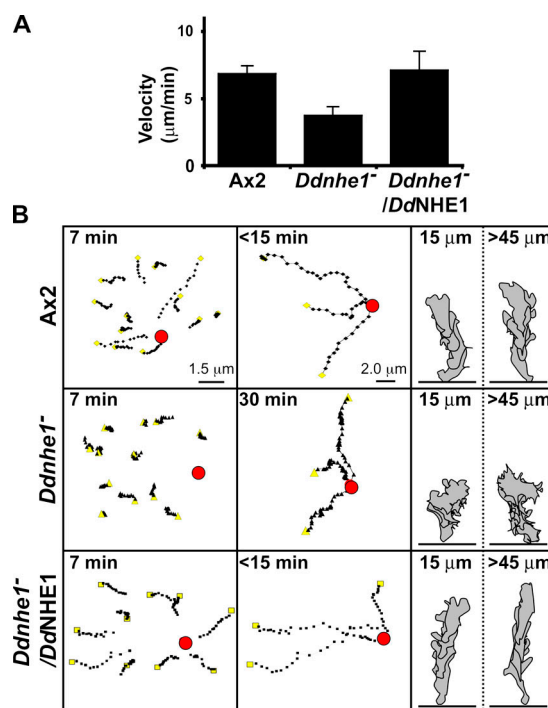 A
Velocity
(μm/min)
10
5
0
Ax2
Ddnhe1-
Ddnhe1-
/DdNHE1
B
Ax2
7 min
<15 min
15 μm
>45 μm
1.5 μm
2.0 μm
Ddnhe1-
7 min
30 min
15 μm
>45 μm
Ddnhe1-
/DdNHE1
7 min
<15 min
15 μm
>45 μm